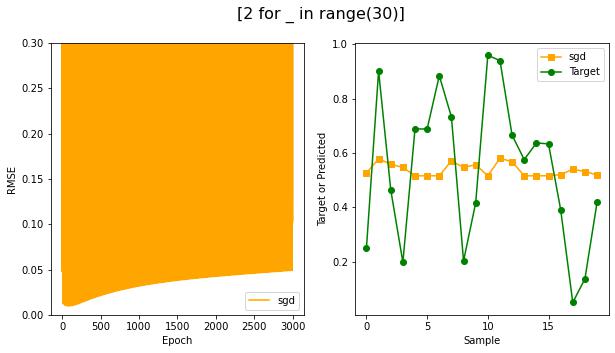 [2 for _ in range(30)]
0.30
0.25
0.20
0.15
0.10
0.05
0.00
RMSE
0 500 1000 1500 2000 2500 3000
Epoch
sgd
1.0
0.8
0.6
0.4
0.2
Target or Predicted
0 5 10 15
Sample
sgd
Target